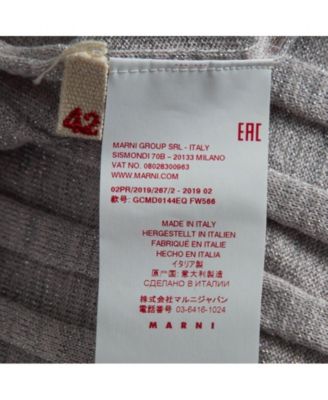 42
EAC
MARNI GROUP SRL - ITALY
SISMONDI 70B - 20133 MILANO
VAT No. 08028300963
WWW.MARNI.COM
02PR/2019/267/2 - 2019 02
款号: GCMD0144EQ FW566
MADE IN ITALY
HERGESTELLT IN ITALIEN
FABRIQUÉ EN ITALIE
HECHO EN ITALIA
イタリア製
原产国: 意大利製造
СДЕЛАНО В ИТАЛИИ
株式会社マルニジャパン
電話番号 03-6416-1024
MARNI